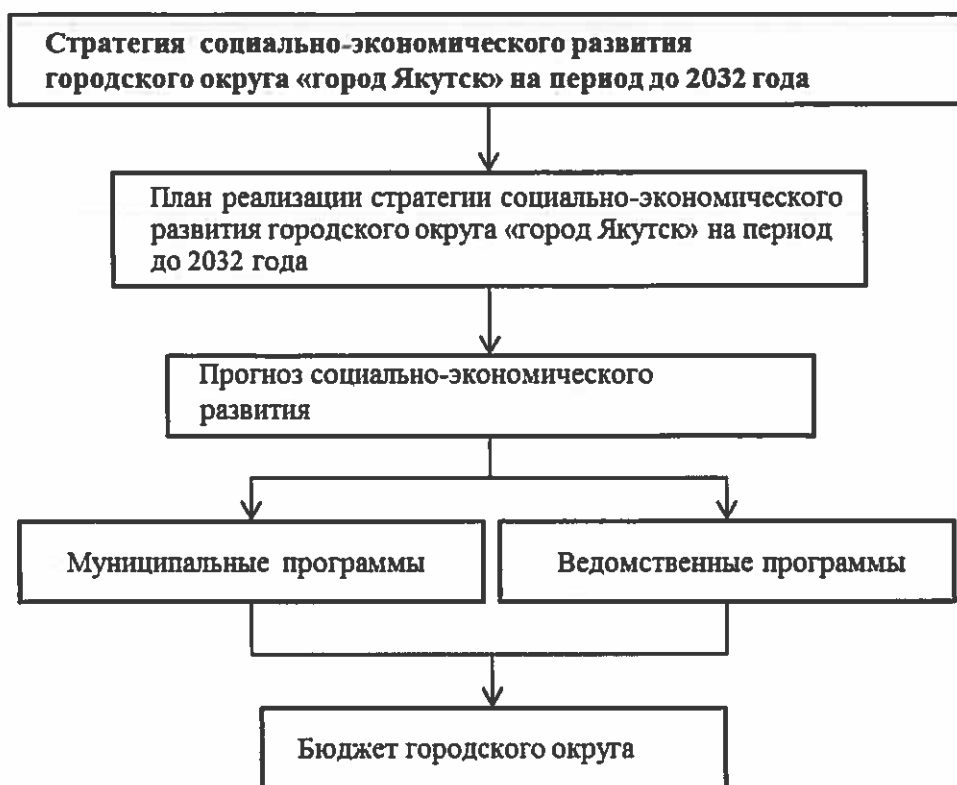 Стратегия социально-экономического развития
городского округа «город Якутск» на период до 2032 года
План реализации стратегии социально-экономического
развития городского округа «город Якутск» на период
до 2032 года
Прогноз социально-экономического
развития
Муниципальные программы
Ведомственные программы
Бюджет городского округа